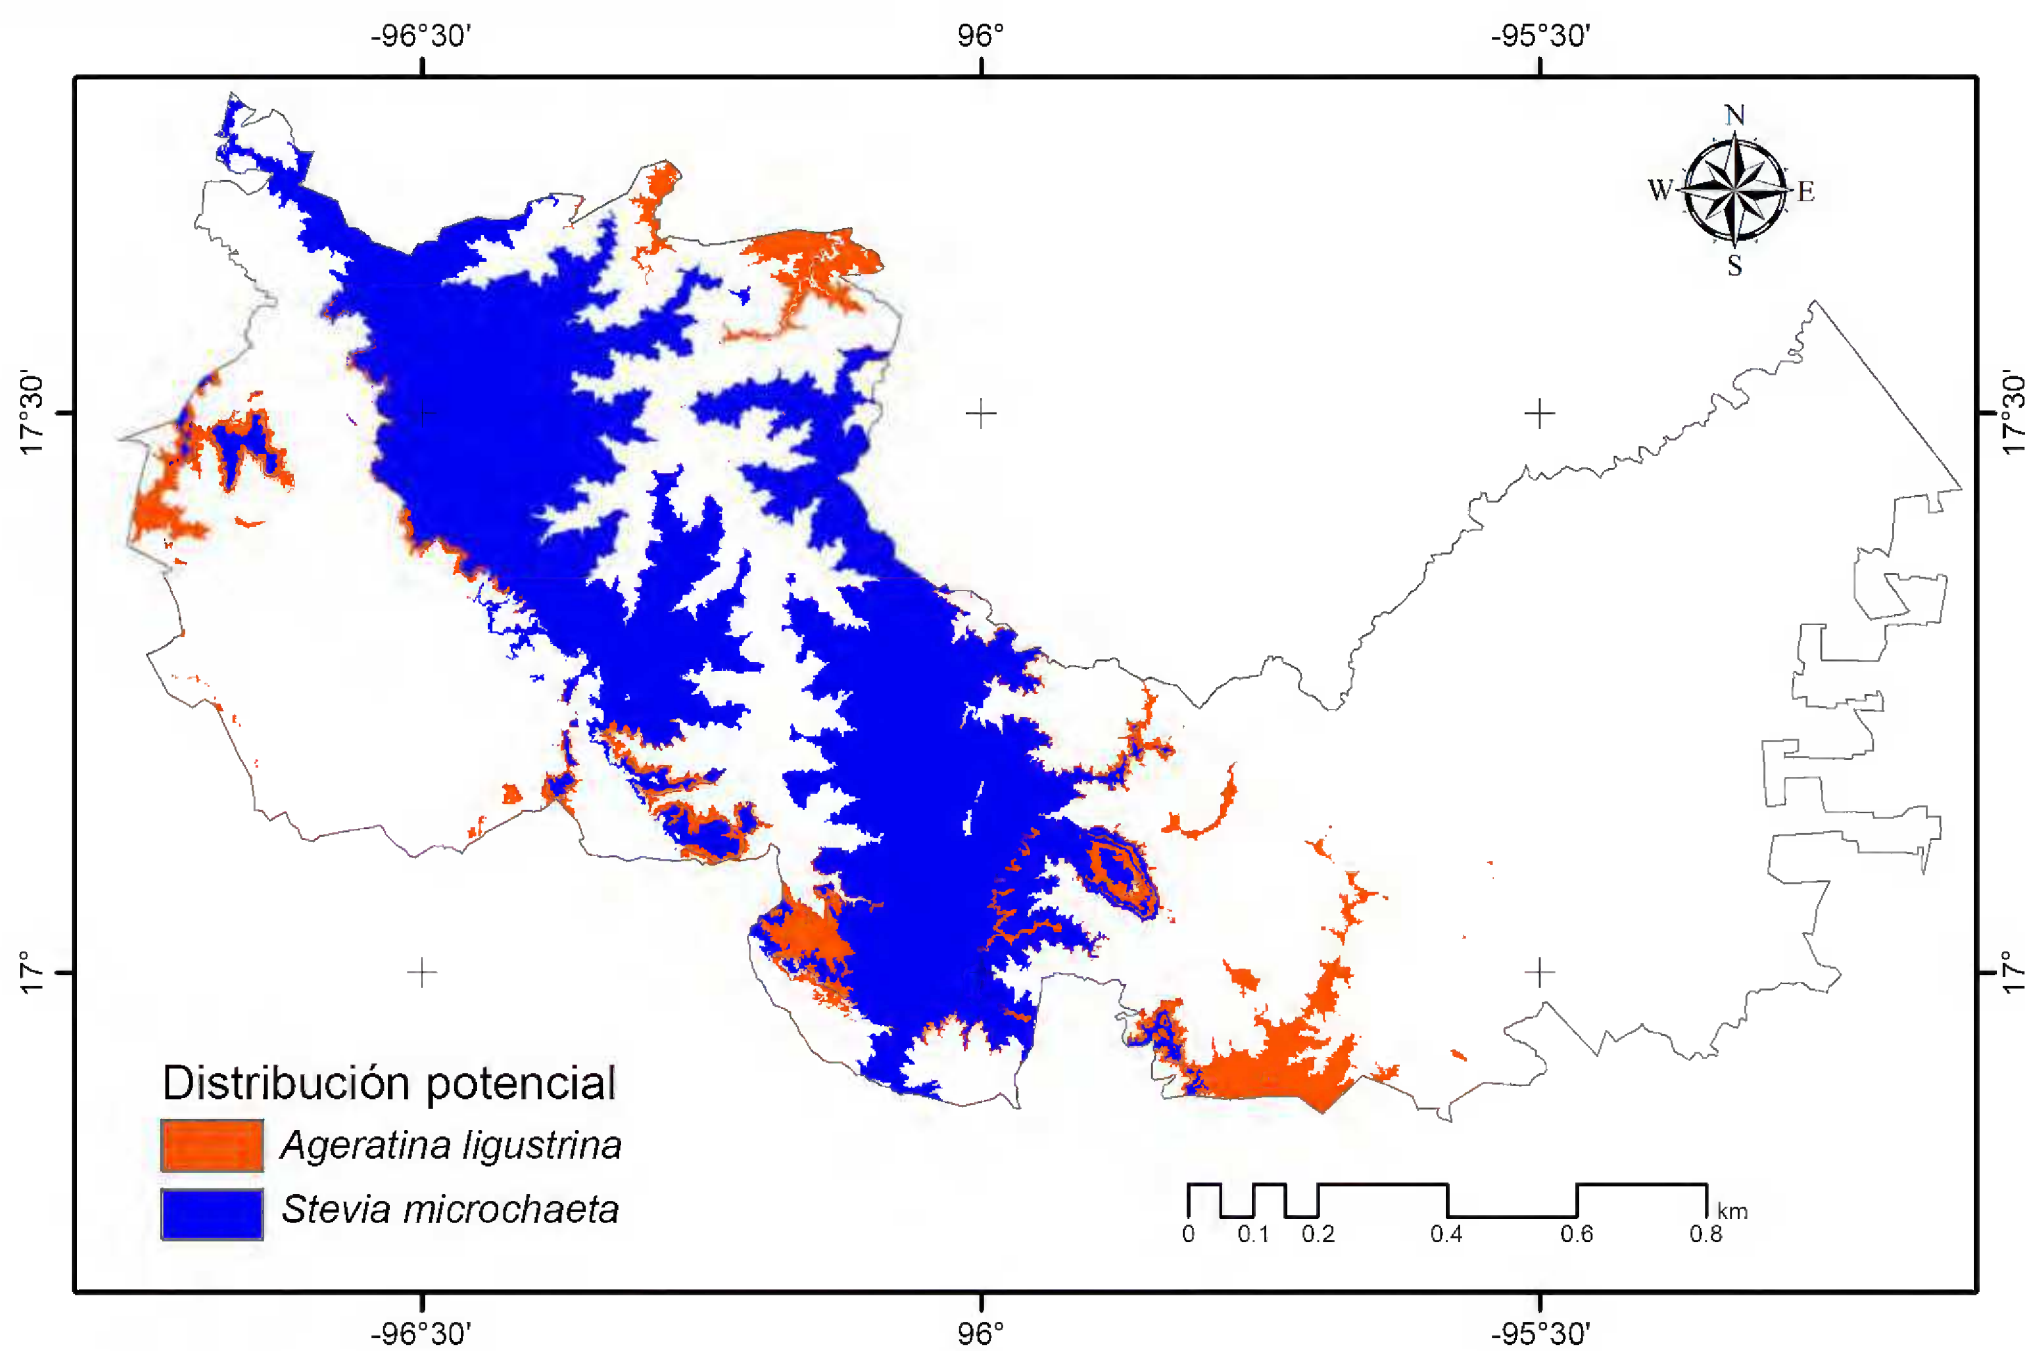 -96°30' 96° -95°30'
N
W E
S
17°30' 17°30'
17° 17°
Distribución potencial
Ageratina ligustrina
Stevia microchaeta
km
0 0.1 0.2 0.4 0.6 0.8
-96°30' 96° -95°30'